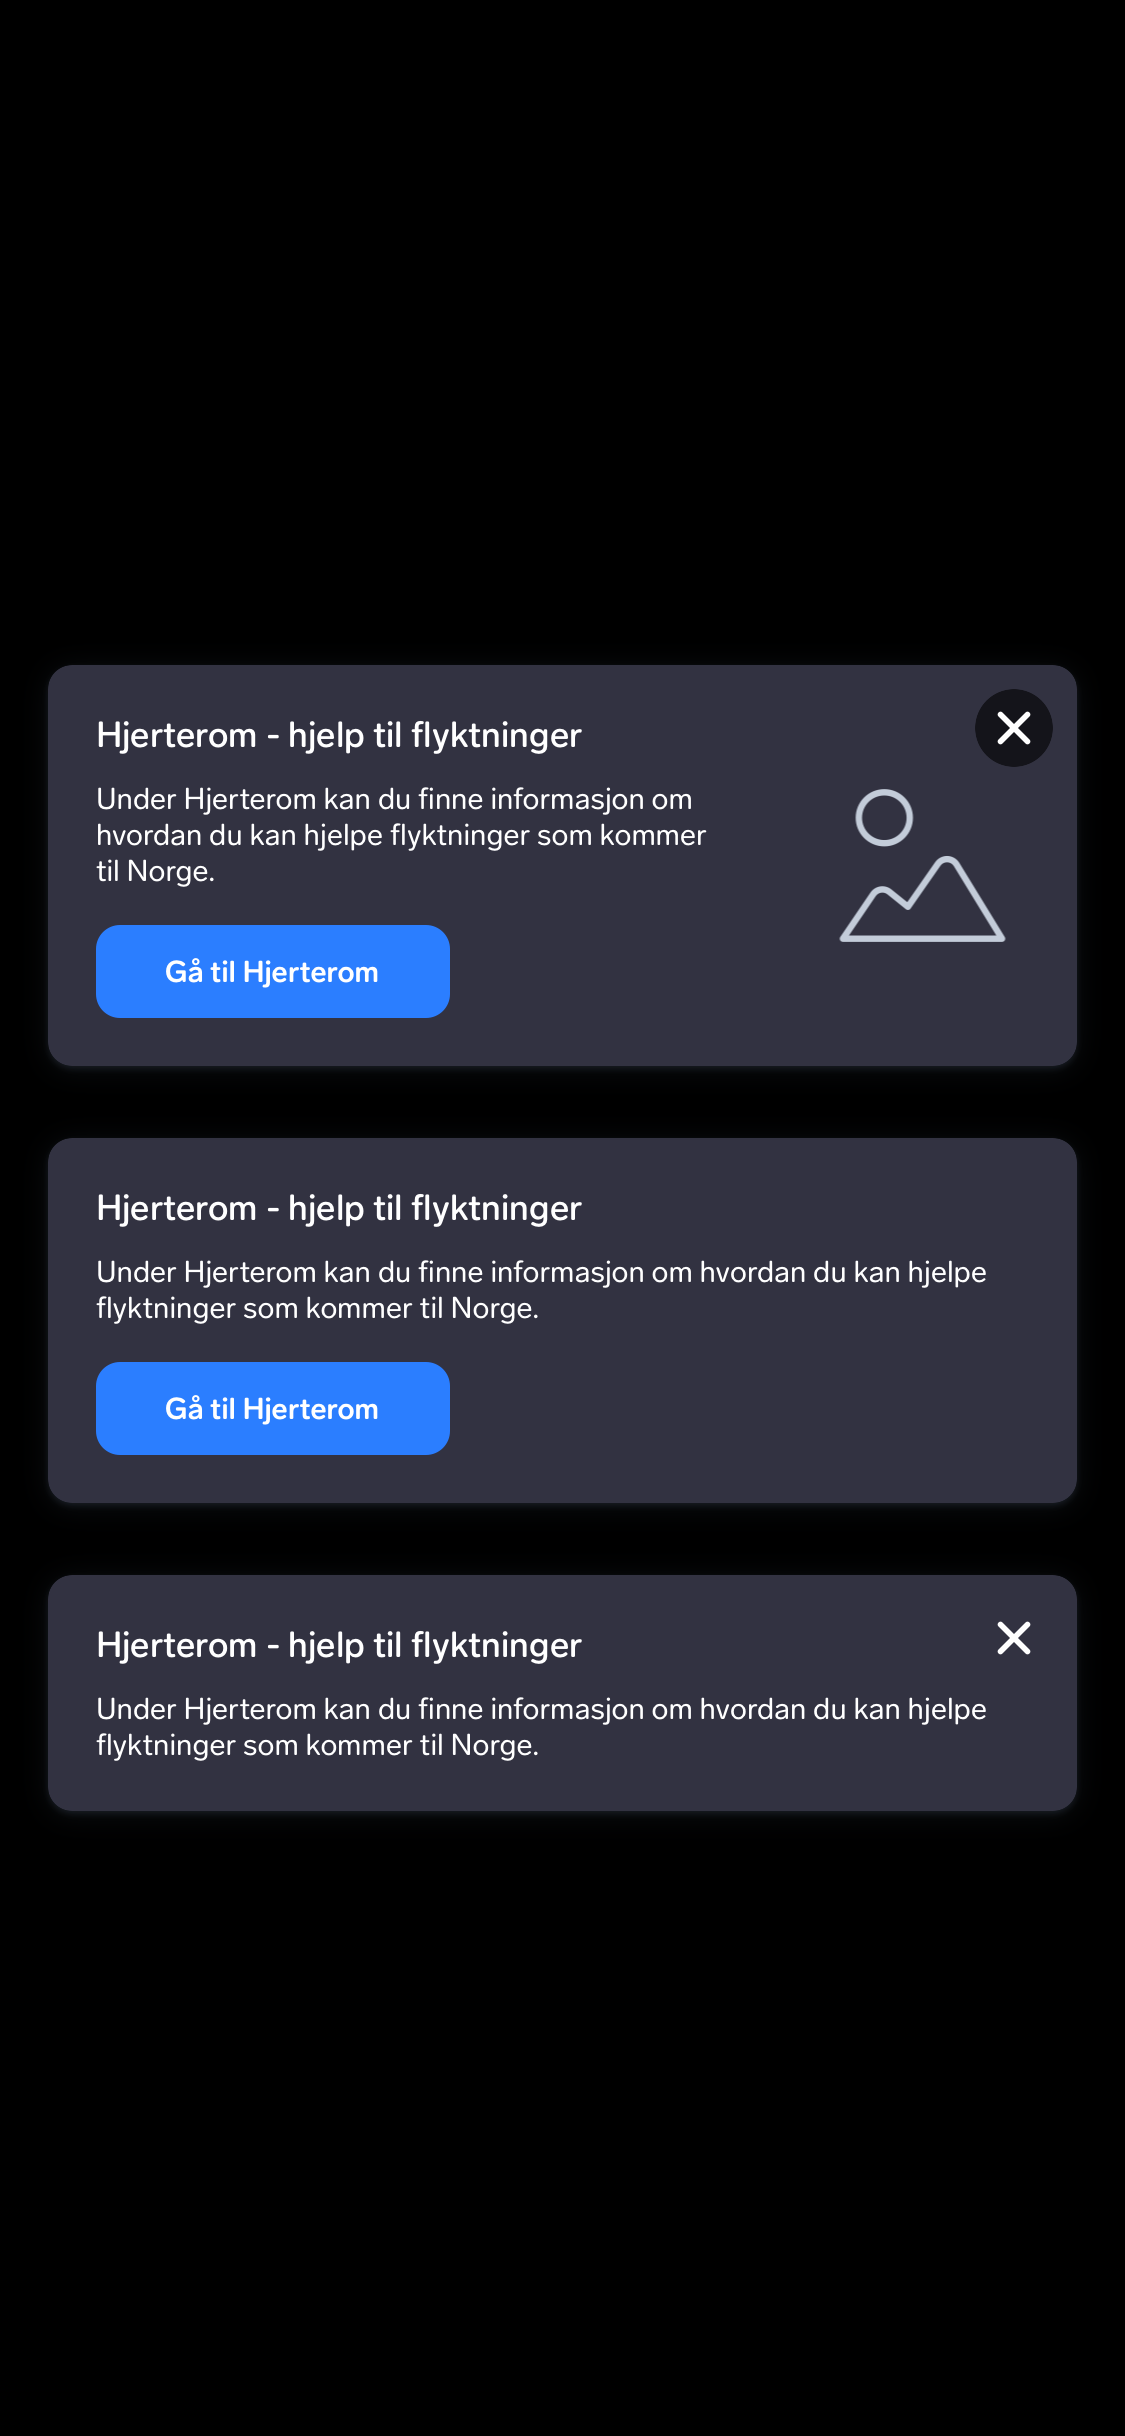 Hjerterom - hjelp til flyktninger
Under Hjerterom kan du finne informasjon om
hvordan du kan hjelpe flyktninger som kommer
til Norge.
Gå til Hjerterom
Hjerterom - hjelp til flyktninger
Under Hjerterom kan du finne informasjon om hvordan du kan hjelpe
flyktninger som kommer til Norge.
Gå til Hjerterom
Hjerterom - hjelp til flyktninger
Under Hjerterom kan du finne informasjon om hvordan du kan hjelpe
flyktninger som kommer til Norge.